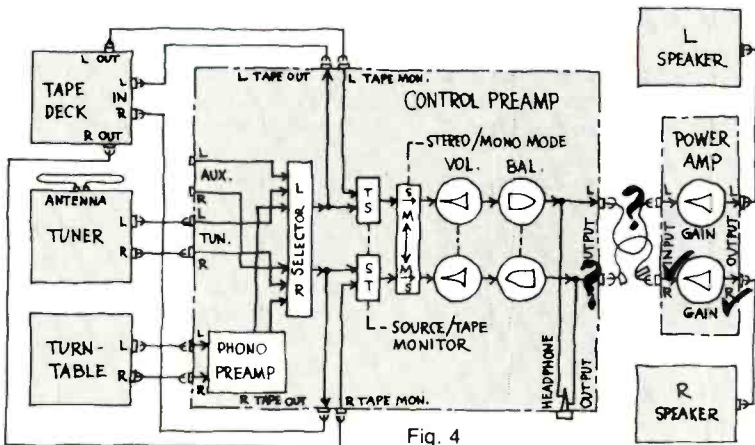 L OUT
L
IN
R
TAPE
DECK
R OUT
ANTENNA
TUNER
L
R
TURN-
TABLE
L
R
L TAPE OUT
L TAPE MON.
CONTROL PREAMP
L
AUX.
R
L
TUN.
R
L
R
PHONO
PREAMP
L
R
SELECTOR
T
S
S
T
STEREO/MONO MODE
S
M
M
S
VOL.
BAL.
SOURCE/TAPE
MONITOR
R TAPE OUT
R TAPE MON.
HEADPHONE
OUTPUT
L
OUTPUT
R
?
?
L
SPEAKER
POWER
AMP
L
INPUT
R
GAIN
GAIN
L
OUTPUT
R
R
SPEAKER
Fig. 4